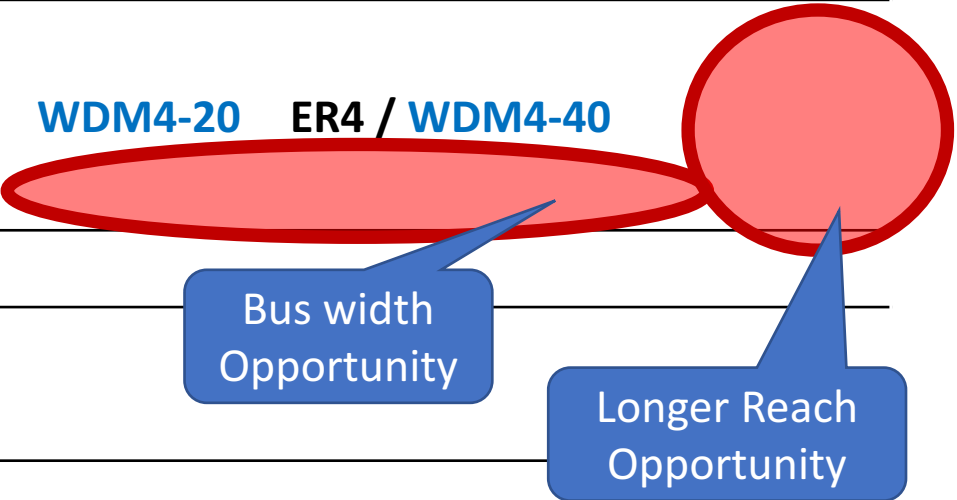 WDM4-20 ER4 / WDM4-40
Bus width
Opportunity
Longer Reach
Opportunity